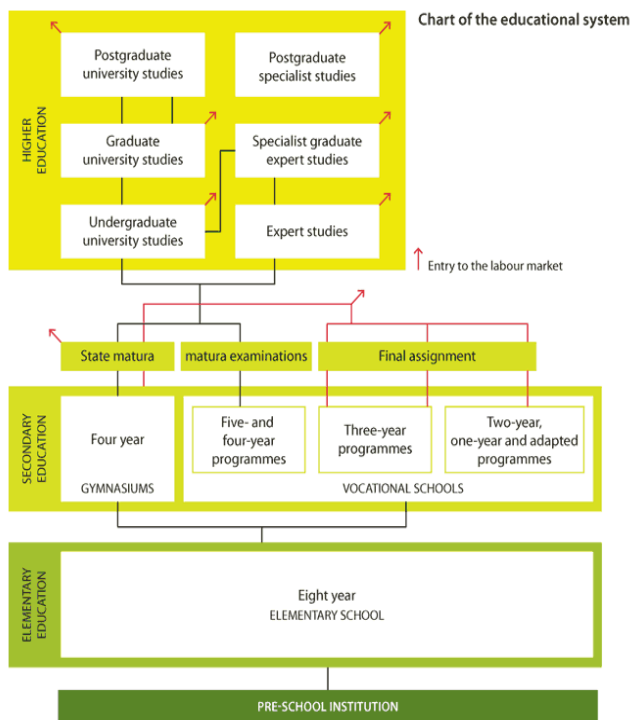 Chart of the educational system
HIGHER
EDUCATION
Postgraduate
university studies
Postgraduate
specialist studies
Graduate
university studies
Specialist graduate
expert studies
Undergraduate
university studies
Expert studies
Entry to the labour market
State matura
matura examinations
Final assignment
SECONDARY
EDUCATION
Four year
GYMNASIUMS
Five- and
four-year
programmes
Three-year
programmes
Two-year,
one-year and adapted
programmes
VOCATIONAL SCHOOLS
ELEMENTARY
EDUCATION
Eight year
ELEMENTARY SCHOOL
PRE-SCHOOL INSTITUTION